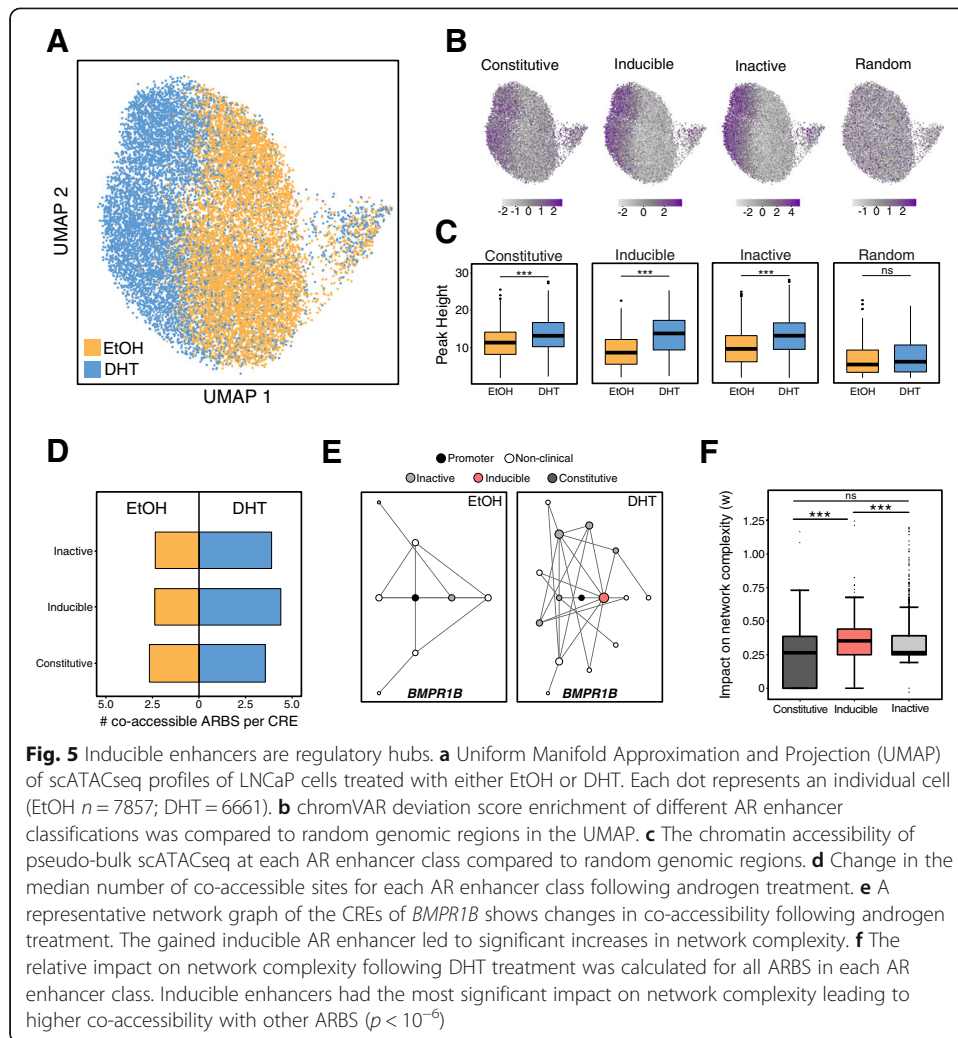 A
UMAP 2
EtOH
DHT
UMAP 1
B
Constitutive Inducible Inactive Random
-2 -1 0 1 2 -2 0 2 -2 0 2 4 -2 -1 0 1 2
C
Constitutive Inducible Inactive Random
Peak Height
30
20
10
*** *** *** ns
EtOH DHT EtOH DHT EtOH DHT EtOH DHT
D
EtOH DHT
Inactive
Inducible
Constitutive
5.0 2.5 0 2.5 5.0
# co-accessible ARBS per CRE
E
Promoter Non-clinical
Inactive Inducible Constitutive
EtOH DHT
BMPR1B BMPR1B
F
Impact on network complexity (w)
ns
*** ***
1.25
1.00
0.75
0.50
0.25
0
Constitutive Inducible Inactive
Fig. 5 Inducible enhancers are regulatory hubs. a Uniform Manifold Approximation and Projection (UMAP)
of scATACseq profiles of LNCaP cells treated with either EtOH or DHT. Each dot represents an individual cell
(EtOH n = 7857; DHT = 6661). b chromVAR deviation score enrichment of different AR enhancer
classifications was compared to random genomic regions in the UMAP. c The chromatin accessibility of
pseudo-bulk scATACseq at each AR enhancer class compared to random genomic regions. d Change in the
median number of co-accessible sites for each AR enhancer class following androgen treatment. e A
representative network graph of the CREs of BMPR1B shows changes in co-accessibility following androgen
treatment. The gained inducible AR enhancer led to significant increases in network complexity. f The
relative impact on network complexity following DHT treatment was calculated for all ARBS in each AR
enhancer class. Inducible enhancers had the most significant impact on network complexity leading to
higher co-accessibility with other ARBS (p < 10⁻⁶)